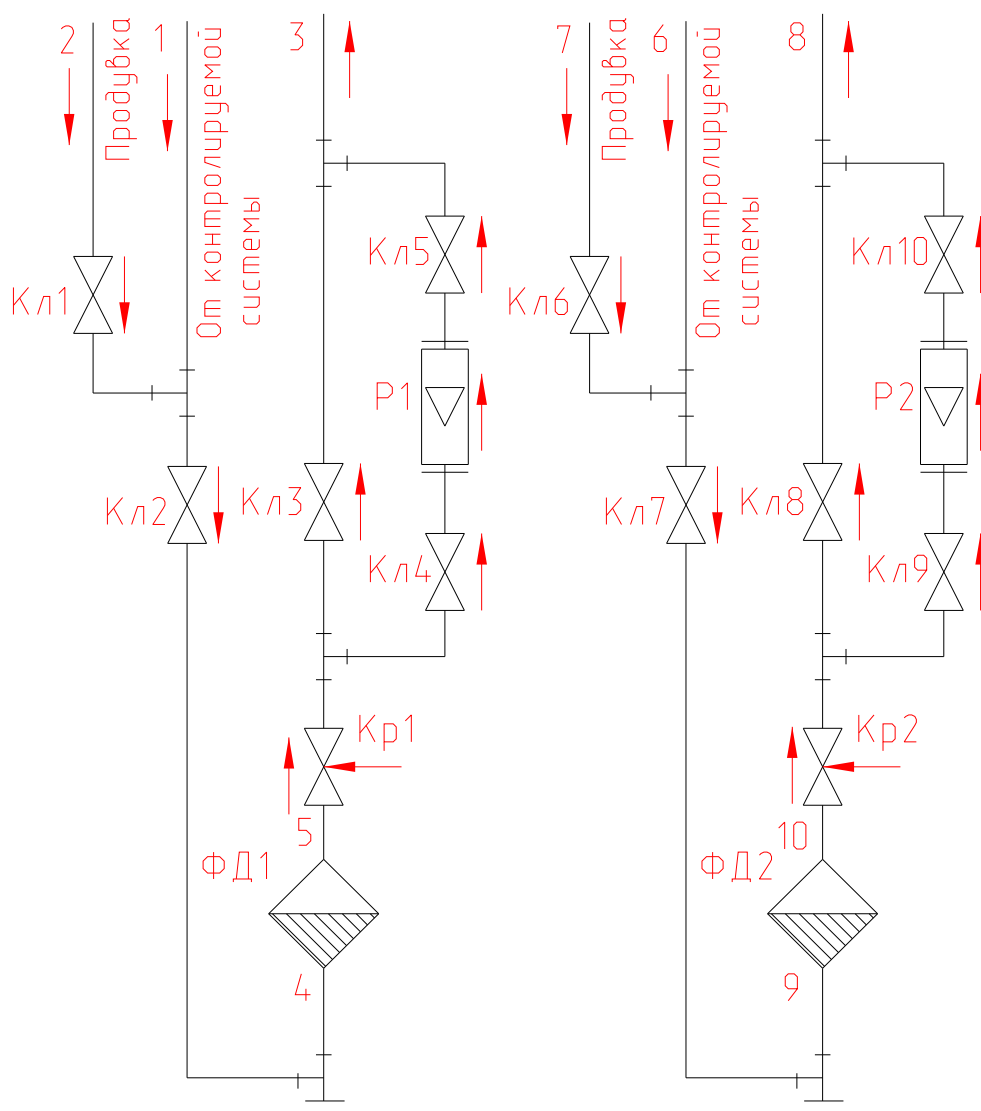 2
1
3
7
6
8
Продувка
От контролируемой
системы
Продувка
От контролируемой
системы
Кл1
Кл5
Кл6
Кл10
Р1
Р2
Кл2
Кл3
Кл7
Кл8
Кл4
Кл9
Кр1
Кр2
5
10
ФД1
ФД2
4
9